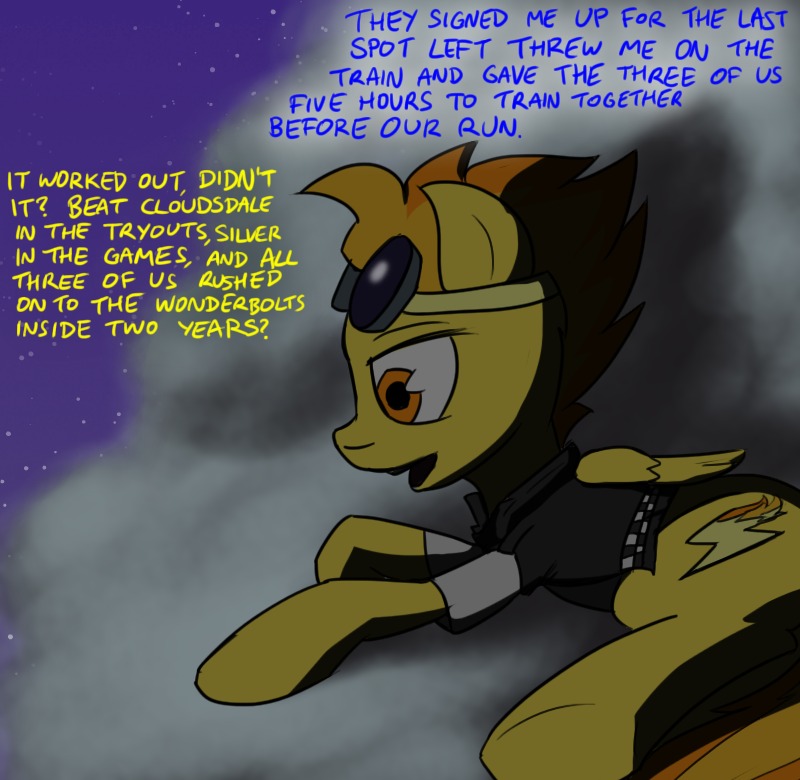 THEY SIGNED ME UP FOR THE LAST
SPOT LEFT THREW ME ON THE
TRAIN AND GAVE THE THREE OF US
FIVE HOURS TO TRAIN TOGETHER
BEFORE OUR RUN.
IT WORKED OUT, DIDN'T
IT? BEAT CLOUDSDALE
IN THE TRYOUTS, SILVER
IN THE GAMES, AND ALL
THREE OF US RUSHED
ON TO THE WONDERBOLTS
INSIDE TWO YEARS?